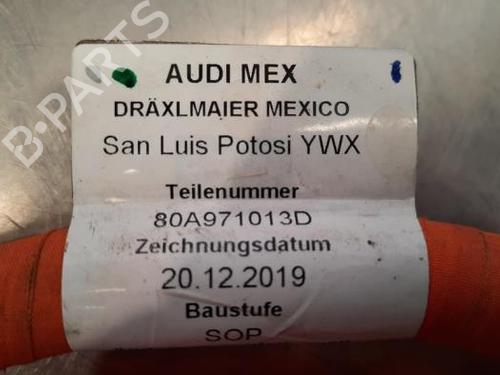 B-PARTS
AUDI MEX
DRÄXLMAIER MEXICO
San Luis Potosi YWX
Teilenummer
80A971013D
Zeichnungsdatum
20.12.2019
Baustufe
SOP